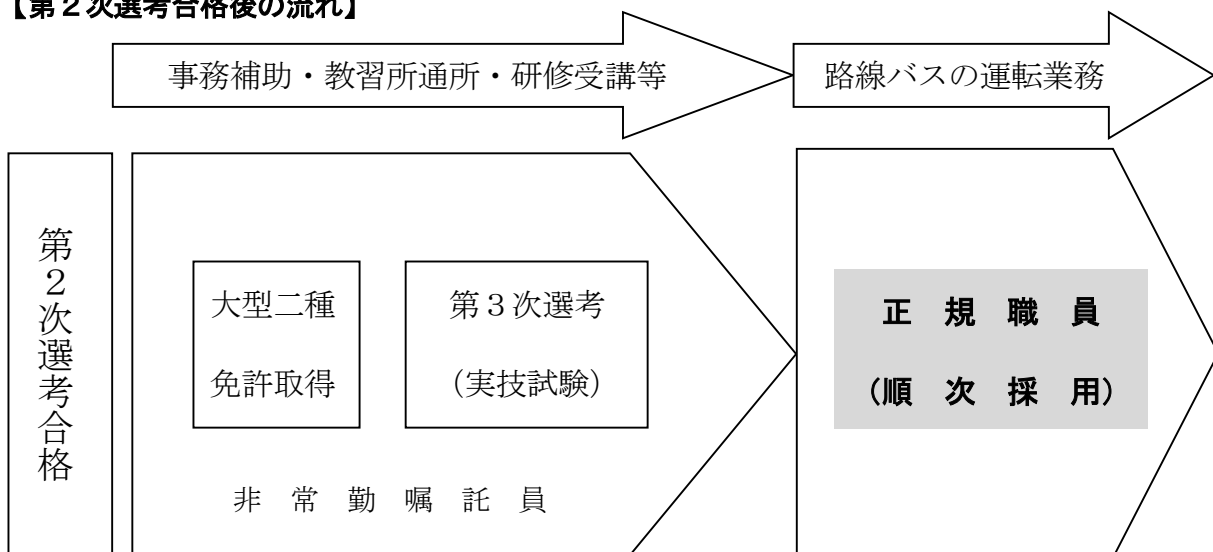 【第２次選考合格後の流れ】
事務補助・教習所通所・研修受講等
路線バスの運転業務
第２次選考合格
大型二種
免許取得
第３次選考
（実技試験）
非常勤嘱託員
正規職員
（順次採用）